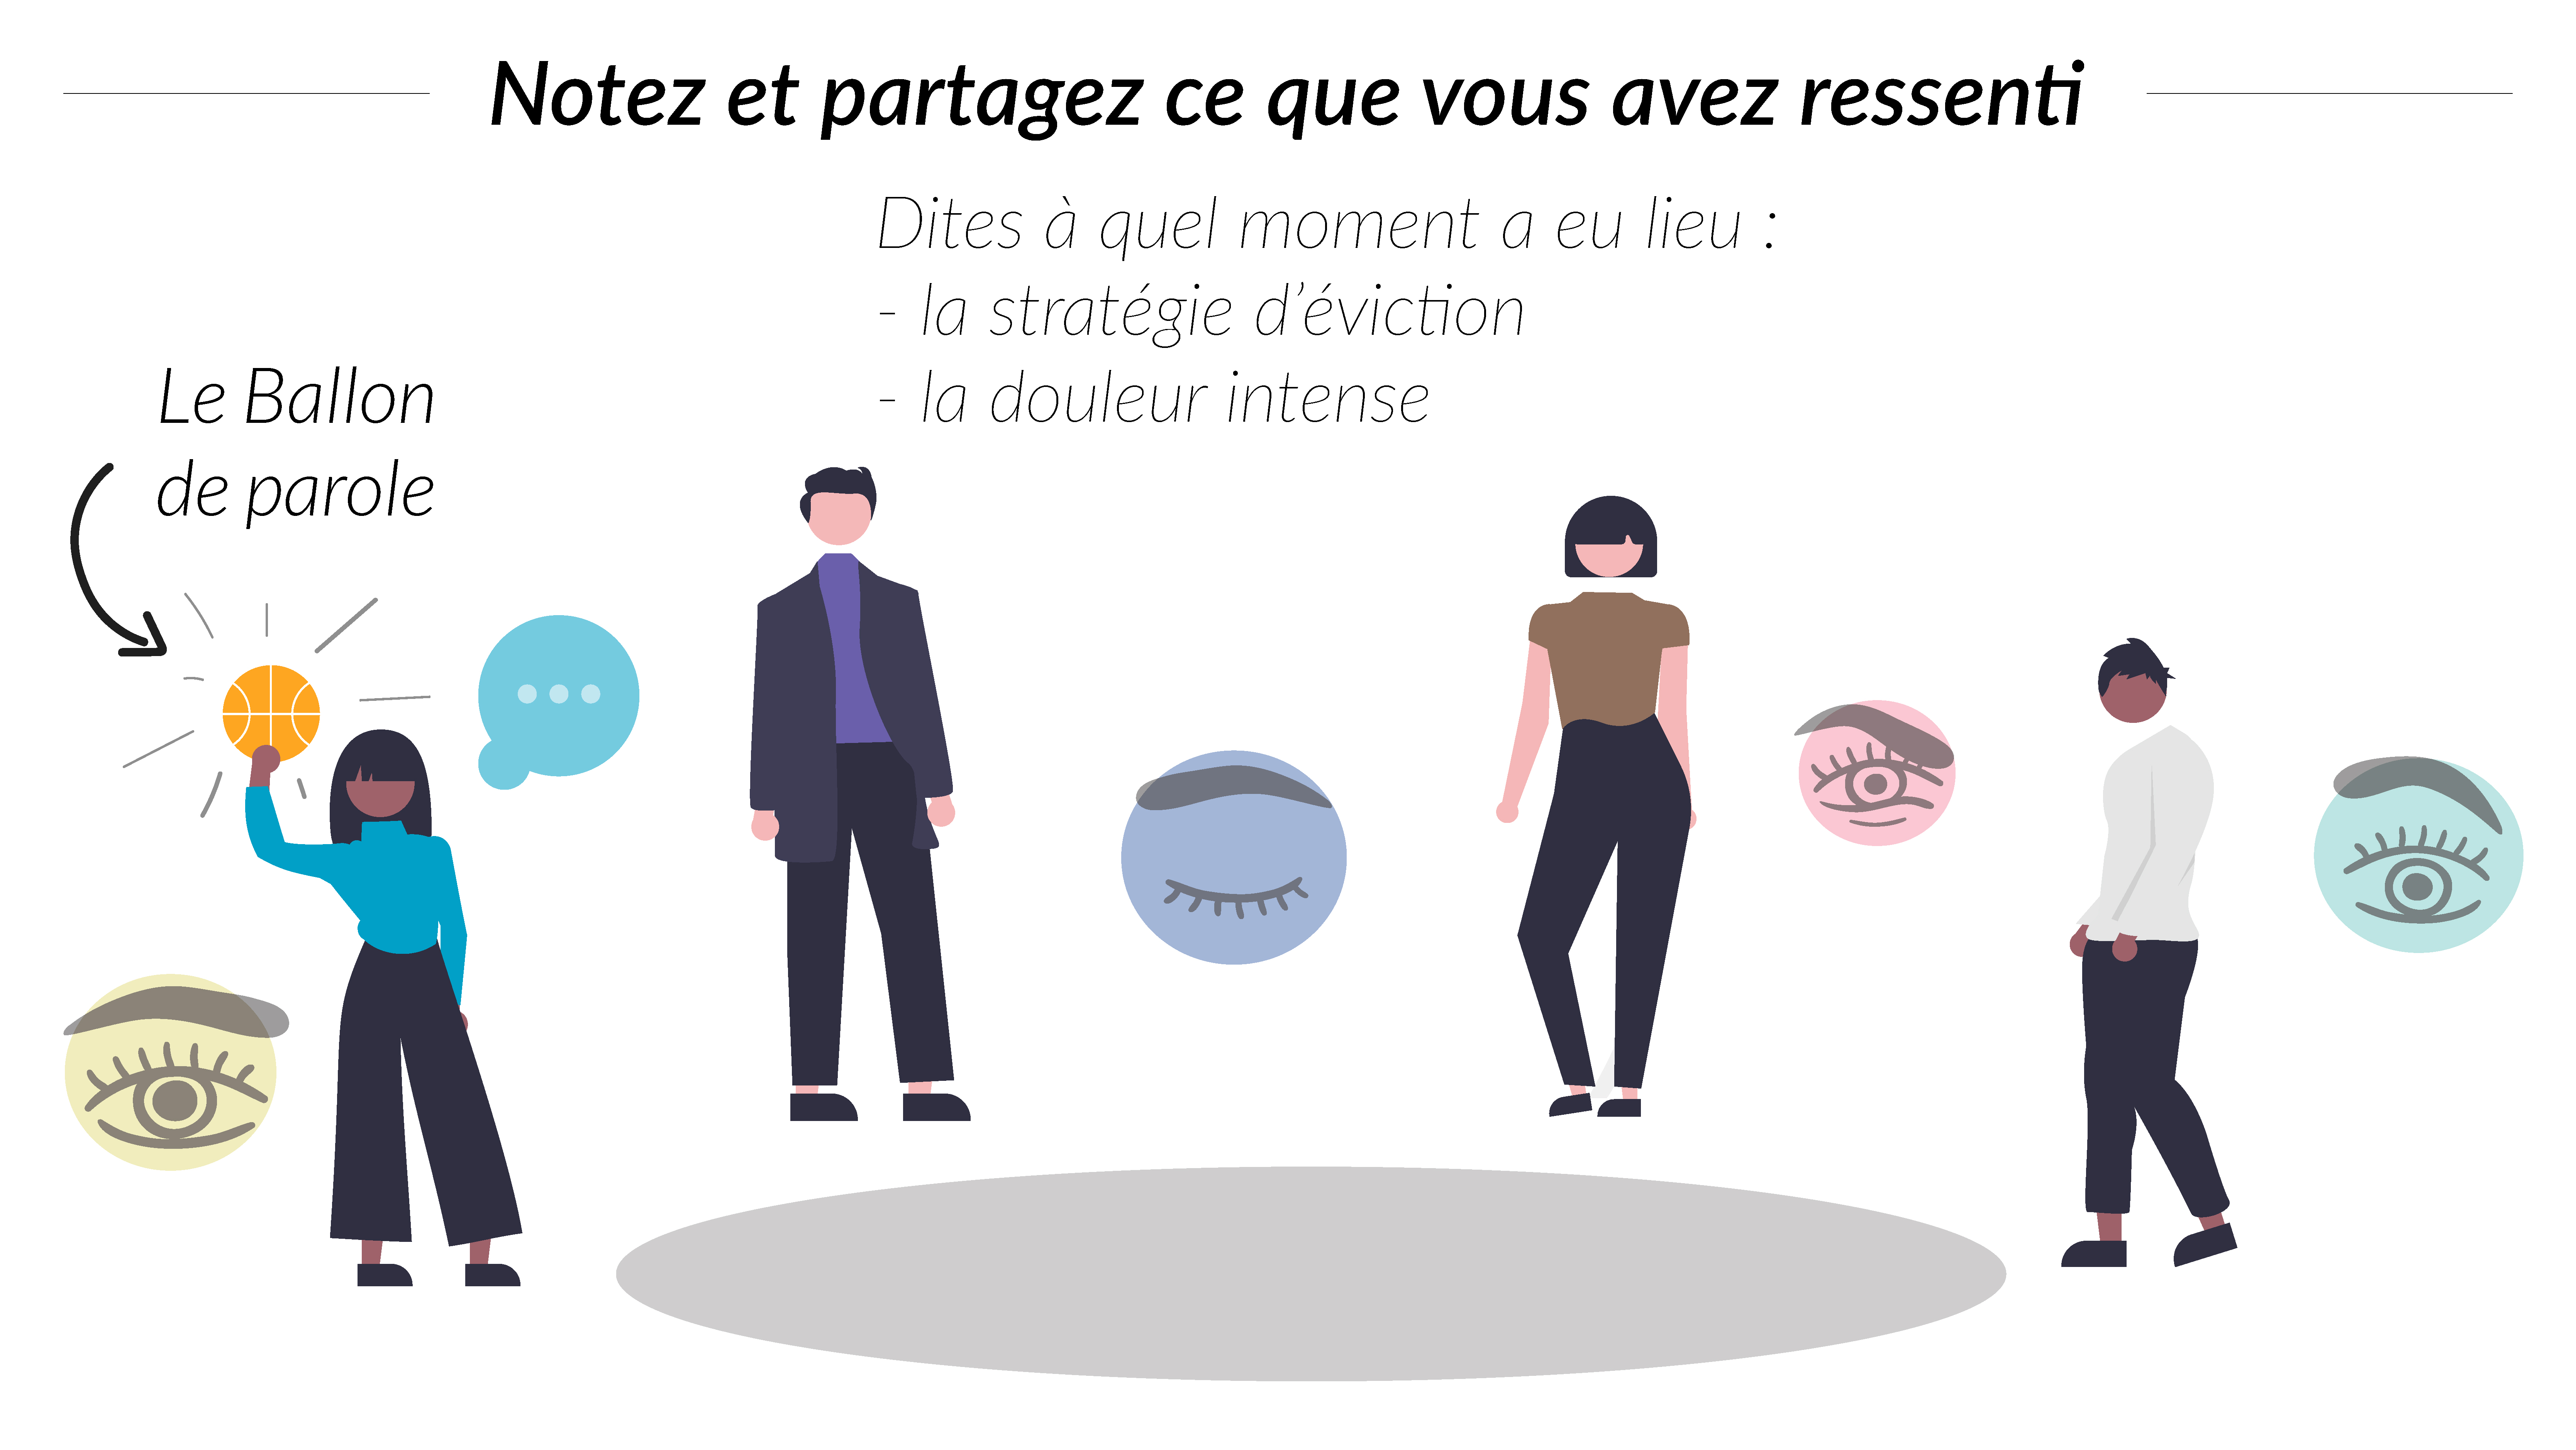 Notez et partagez ce que vous avez ressenti
Dites à quel moment a eu lieu :
- la stratégie d’éviction
- la douleur intense
Le Ballon
de parole